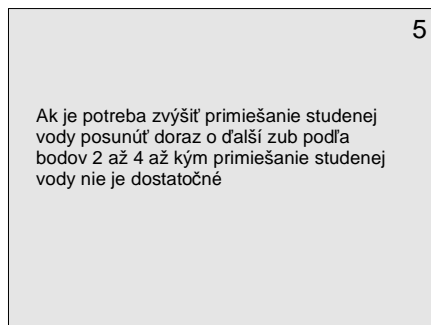 5
Ak je potreba zvýšiť primiešanie studenej
vody posunúť doraz o ďalší zub podľa
bodov 2 až 4 až kým primiešanie studenej
vody nie je dostatočné